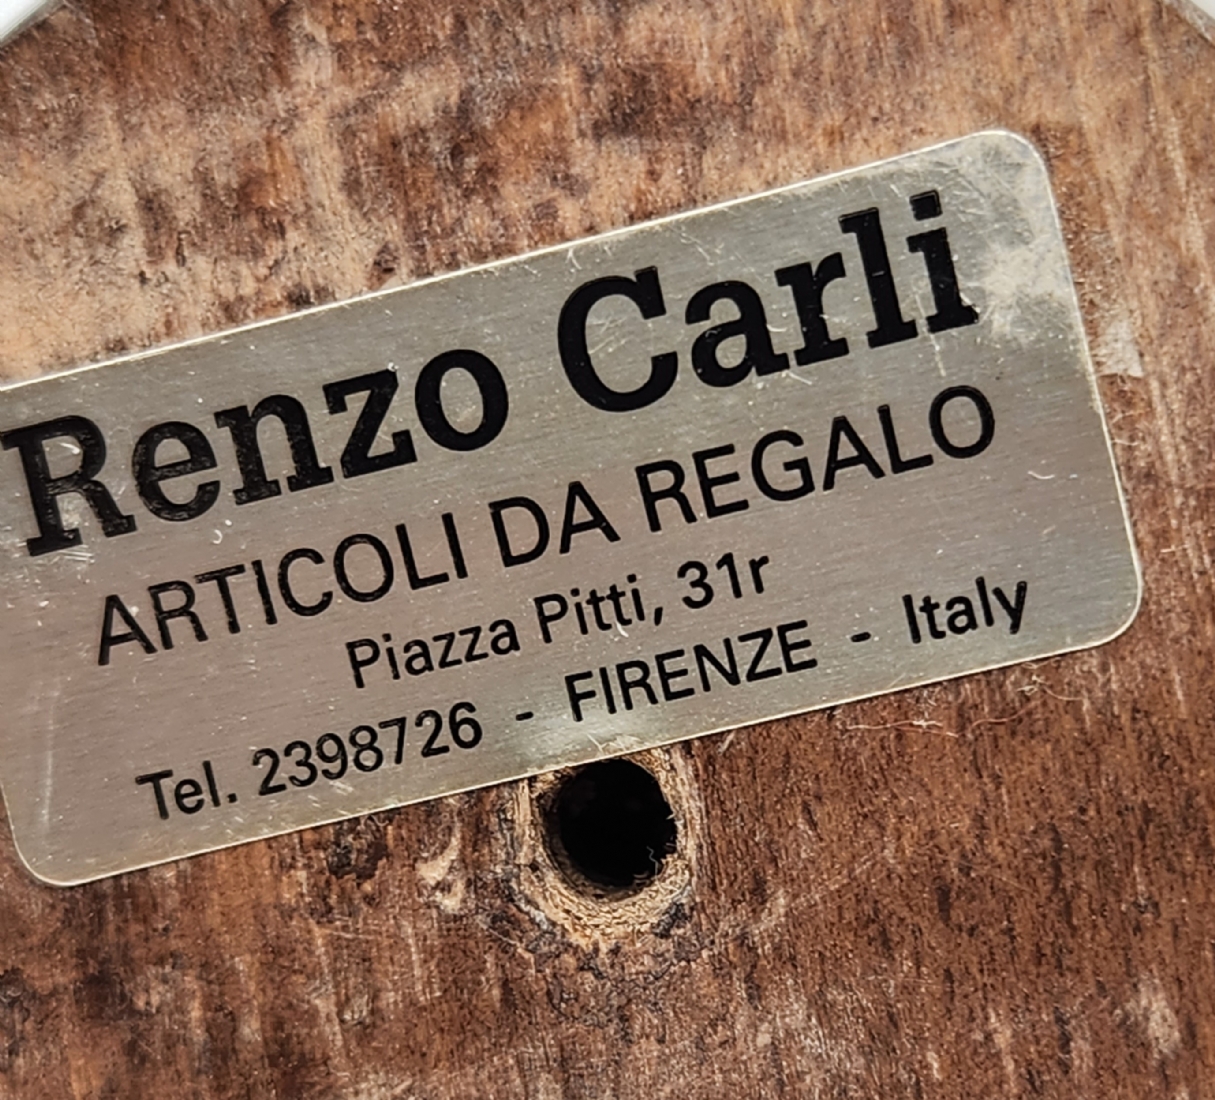 Renzo Carli
ARTICOLI DA REGALO
Piazza Pitti, 31r
Tel. 2398726 - FIRENZE - Italy